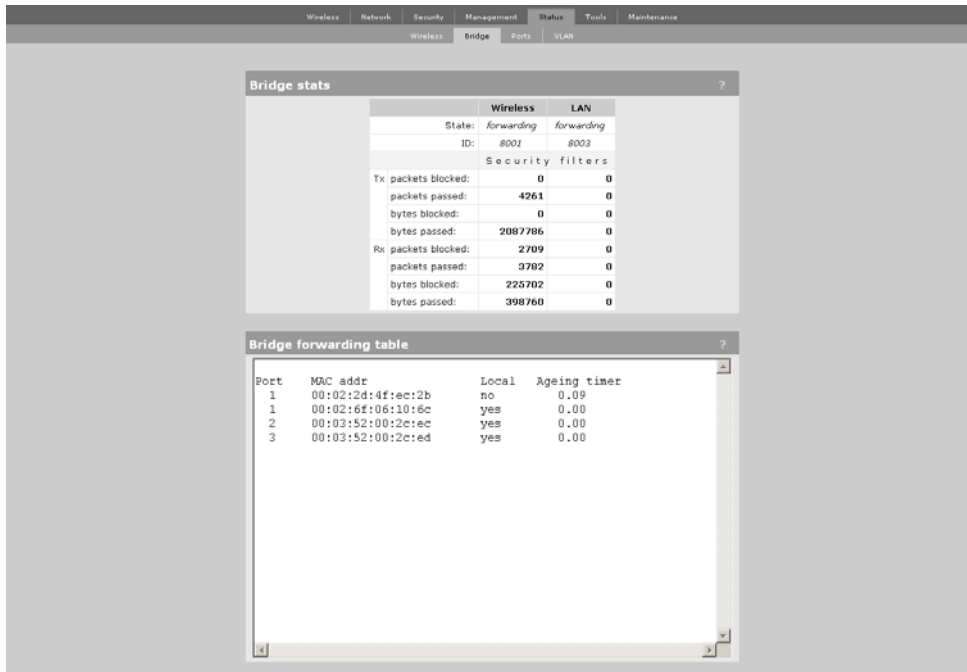 Wireless Network Security Management Status Tools Maintenance
Wireless Bridge Ports VLAN
Bridge stats ?
Wireless LAN
State: forwarding forwarding
ID: 8001 8003
Security filters
Tx packets blocked: 0 0
packets passed: 4261 0
bytes blocked: 0 0
bytes passed: 2087786 0
Rx packets blocked: 2709 0
packets passed: 3782 0
bytes blocked: 225702 0
bytes passed: 398760 0
Bridge forwarding table ?
Port MAC addr Local Ageing timer
1 00:02:2d:4f:ec:2b no 0.09
1 00:02:6f:06:10:6c yes 0.00
2 00:03:52:00:2c:ec yes 0.00
3 00:03:52:00:2c:ed yes 0.00